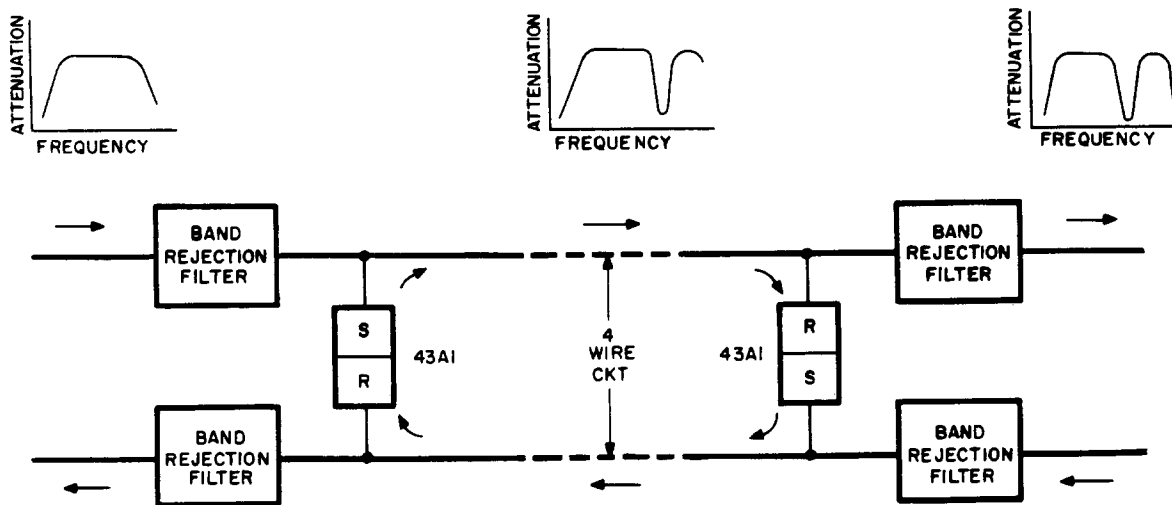 ATTENUATION
FREQUENCY
ATTENUATION
FREQUENCY
ATTENUATION
FREQUENCY
BAND
REJECTION
FILTER
BAND
REJECTION
FILTER
S
R
43A1
4
WIRE
CKT
43A1
R
S
BAND
REJECTION
FILTER
BAND
REJECTION
FILTER